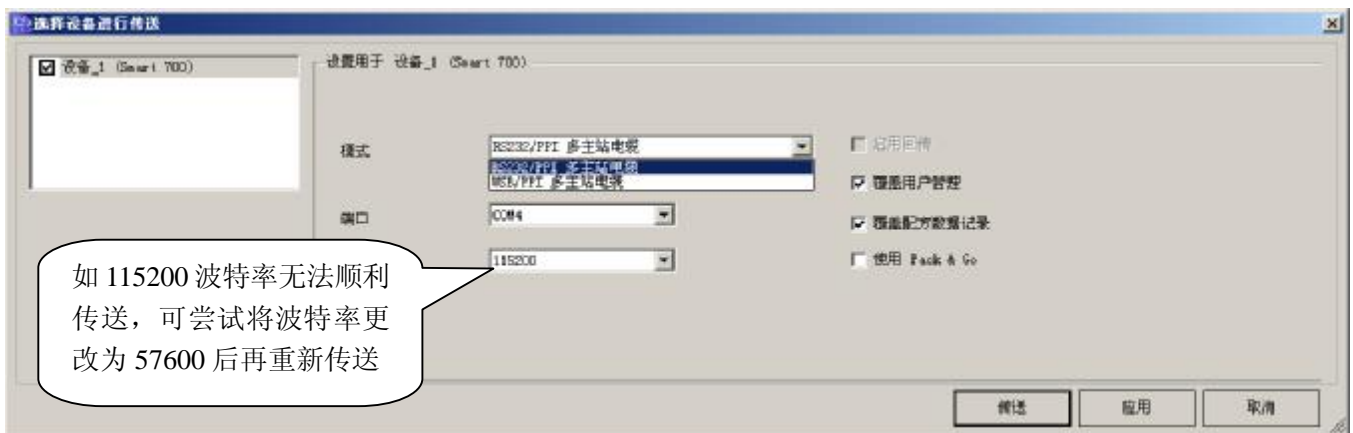 选择设备进行传送
设备_1 (Smart 700)
设置用于 设备_1 (Smart 700)
模式
RS232/PPI 多主站电缆
RS232/PPI 多主站电缆
USB/PPI 多主站电缆
启用回传
覆盖用户管理
端口
COM4
覆盖配方数据记录
115200
使用 Pack & Go
如 115200 波特率无法顺利
传送，可尝试将波特率更
改为 57600 后再重新传送
传送
应用
取消